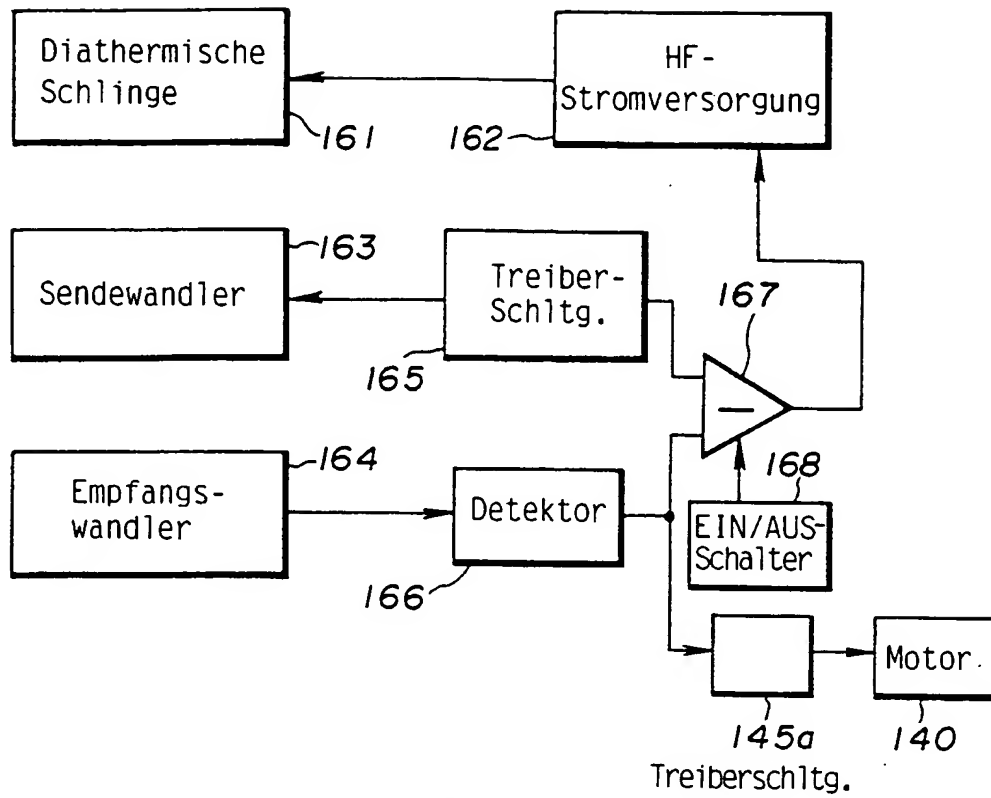 Diathermische
Schlinge
161
HF-
Stromversorgung
162
163
Sendewandler
Treiber-
Schltg.
165
167
164
Empfangs-
wandler
Detektor
166
168
EIN/AUS-
Schalter
145a
Treiberschltg.
Motor
140